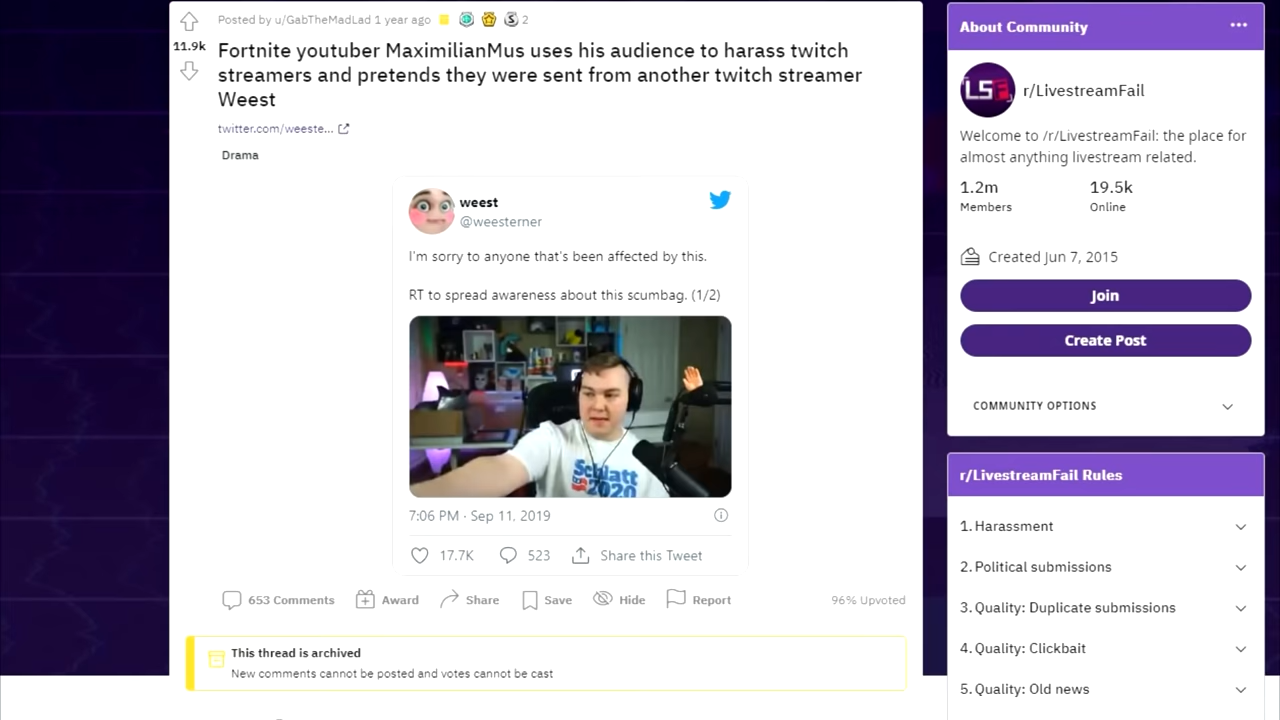 Posted by u/GabTheMadLad 1 year ago 2
11.9k
Fortnite youtuber MaximilianMus uses his audience to harass twitch
streamers and pretends they were sent from another twitch streamer
Weest
twitter.com/weeste...
Drama
weest
@weesterner
I'm sorry to anyone that's been affected by this.
RT to spread awareness about this scumbag. (1/2)
Schlatt
2020
7:06 PM · Sep 11, 2019
17.7K 523 Share this Tweet
653 Comments Award Share Save Hide Report 96% Upvoted
This thread is archived
New comments cannot be posted and votes cannot be cast
About Community
LSF
r/LivestreamFail
Welcome to /r/LivestreamFail: the place for
almost anything livestream related.
1.2m 19.5k
Members Online
Created Jun 7, 2015
Join
Create Post
COMMUNITY OPTIONS
r/LivestreamFail Rules
1. Harassment
2. Political submissions
3. Quality: Duplicate submissions
4. Quality: Clickbait
5. Quality: Old news